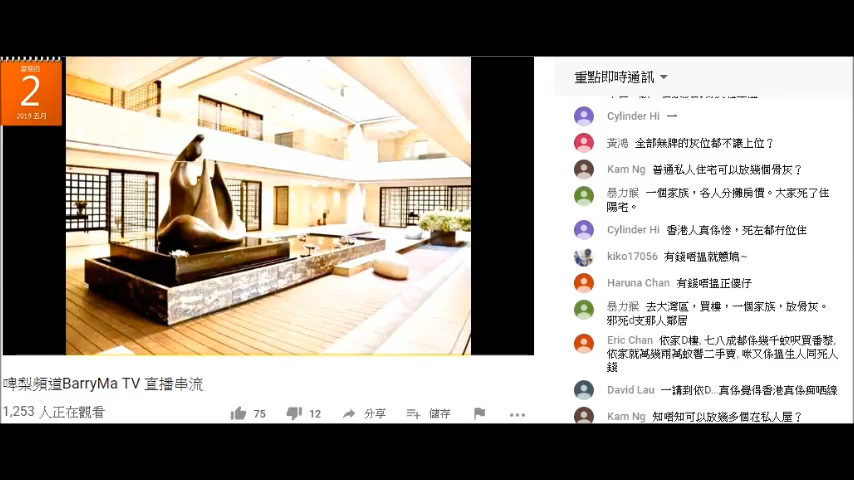 星期四
2
2019 五月
啤梨頻道BarryMa TV 直播串流
1,253 人正在觀看
75
12
分享
儲存
重點即時通訊
Cylinder Hi 一
黃鴻 全部無牌的灰位都不讓上位？
Kam Ng 普通私人住宅可以放幾個骨灰？
暴力猴 一個家族，各人分攤房價。大家死了住
陽宅。
Cylinder Hi 香港人真係慘，死左都冇位住
kiko17056 有錢唔搵就戇鳩~
Haruna Chan 有錢唔搵正傻仔
暴力猴 去大灣區，買樓，一個家族，放骨灰。
邪死d支那人鄰居
Eric Chan 依家D樓, 七八成都係幾千蚊呎買番黎,
依家就萬幾兩萬蚊響二手賣, 咪又係搵生人同死人
錢
David Lau 一講到依D...真係覺得香港真係痴哂線
Kam Ng 知唔知可以放幾多個在私人屋？